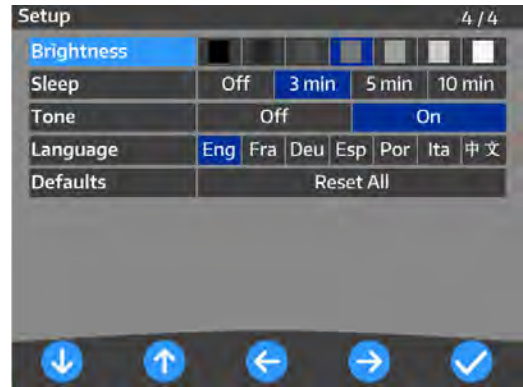 Setup 4/4
Brightness
Sleep Off 3 min 5 min 10 min
Tone Off On
Language Eng Fra Deu Esp Por Ita 中文
Defaults Reset All